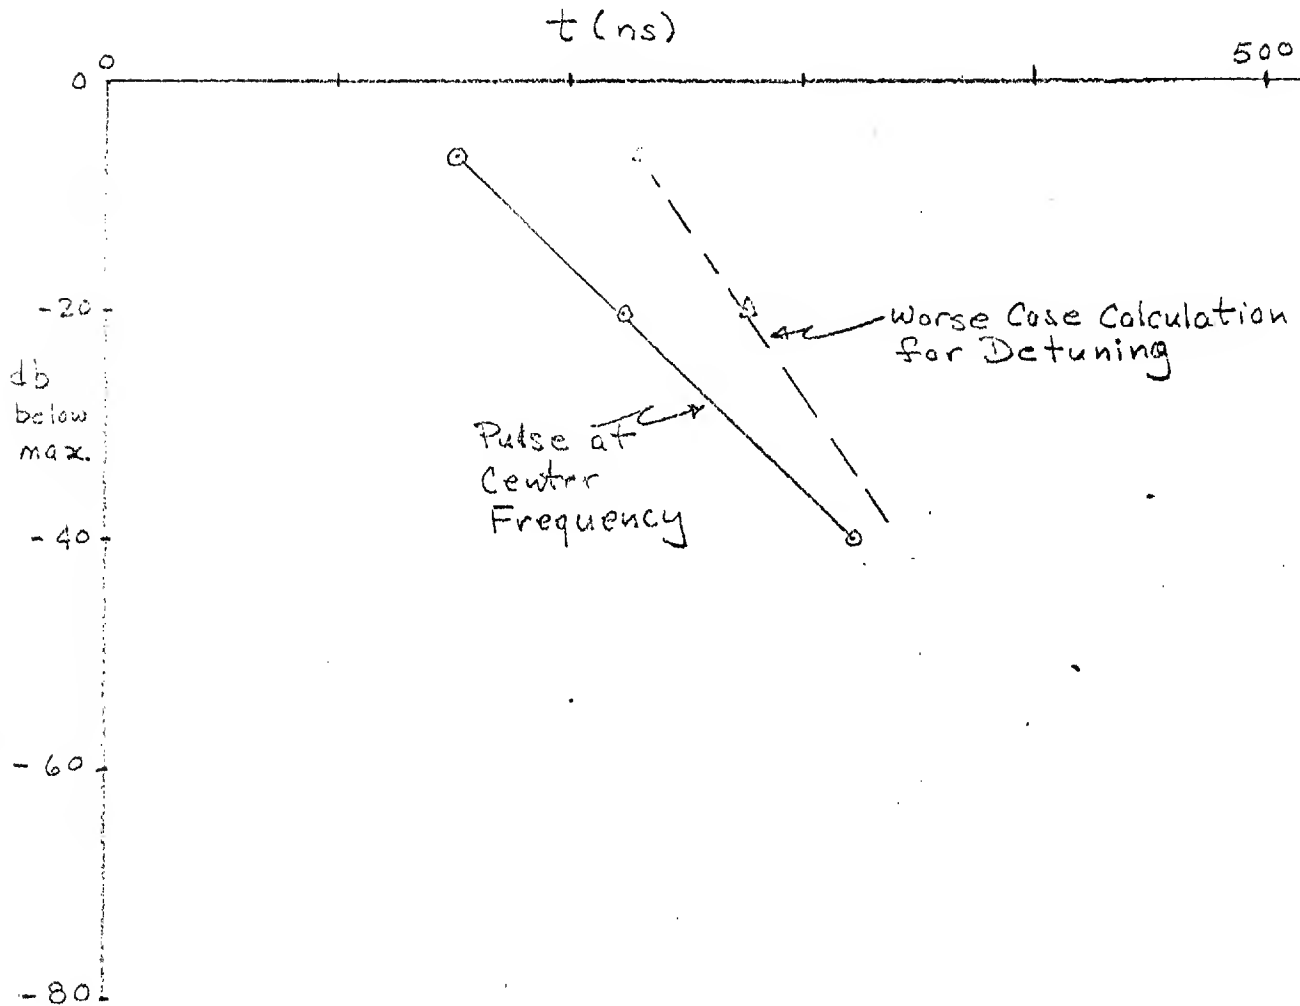 t (ns)
0
500
0
-20
-40
-60
-80
db
below
max.
Worse Case Calculation
for Detuning
Pulse at
Center
Frequency